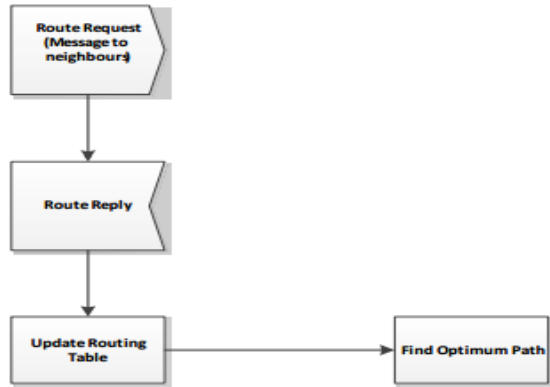 Route Request
(Message to
neighbours)
Route Reply
Update Routing
Table
Find Optimum Path